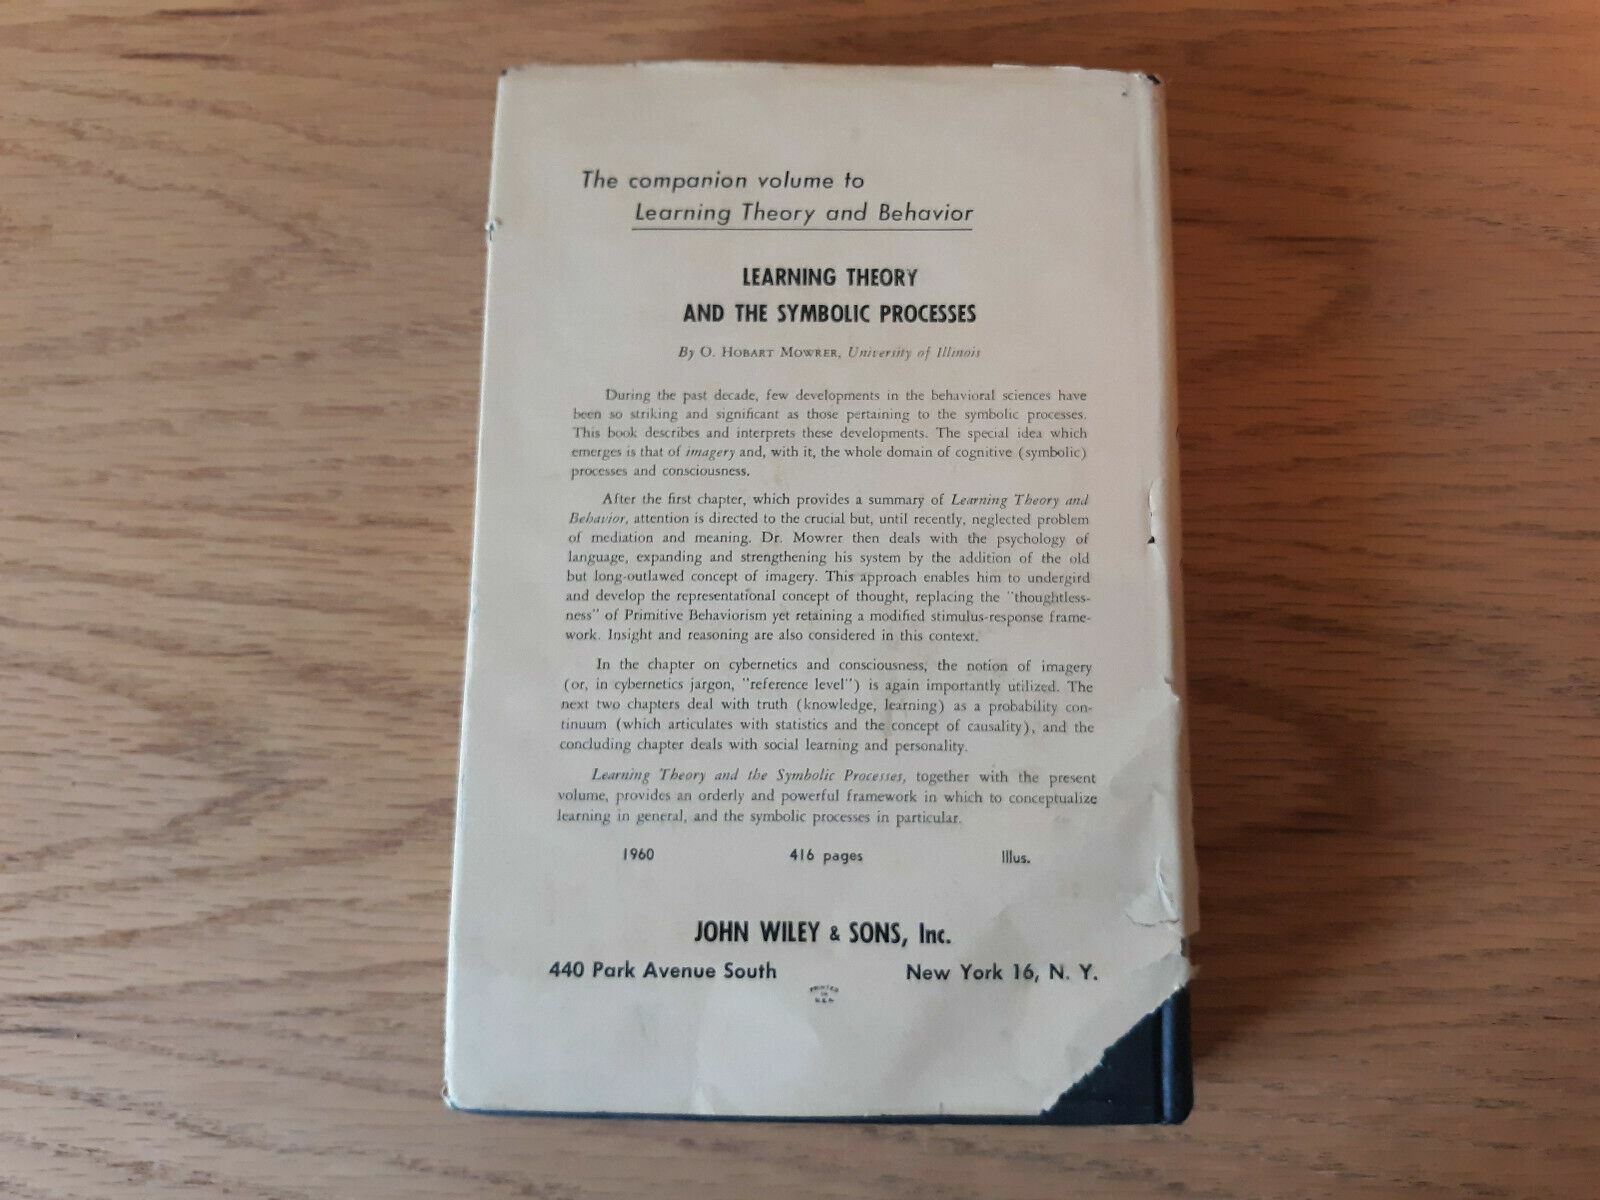 The companion volume to
Learning Theory and Behavior
LEARNING THEORY
AND THE SYMBOLIC PROCESSES
By O. HOBART MOWRER, University of Illinois
During the past decade, few developments in the behavioral sciences have
been so striking and significant as those pertaining to the symbolic processes.
This book describes and interprets these developments. The special idea which
emerges is that of imagery and, with it, the whole domain of cognitive (symbolic)
processes and consciousness.
After the first chapter, which provides a summary of Learning Theory and
Behavior, attention is directed to the crucial but, until recently, neglected problem
of mediation and meaning. Dr. Mowrer then deals with the psychology of
language, expanding and strengthening his system by the addition of the old
but long-outlawed concept of imagery. This approach enables him to undergird
and develop the representational concept of thought, replacing the "thoughtless-
ness" of Primitive Behaviorism yet retaining a modified stimulus-response frame-
work. Insight and reasoning are also considered in this context.
In the chapter on cybernetics and consciousness, the notion of imagery
(or, in cybernetics jargon, "reference level") is again importantly utilized. The
next two chapters deal with truth (knowledge, learning) as a probability con-
tinuum (which articulates with statistics and the concept of causality), and the
concluding chapter deals with social learning and personality.
Learning Theory and the Symbolic Processes, together with the present
volume, provides an orderly and powerful framework in which to conceptualize
learning in general, and the symbolic processes in particular.
1960 416 pages Illus.
JOHN WILEY & SONS, Inc.
440 Park Avenue South New York 16, N. Y.
PRINTED
IN
U.S.A.